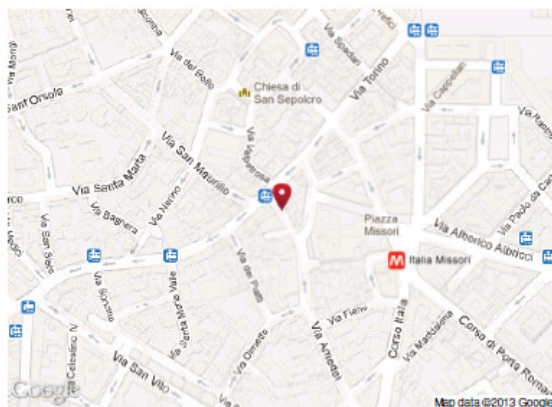 Via Spadari
Via Torino
Via del Bollo
Via Cappellari
Chiesa di
San Sepolcro
Sant'Orsola
Via Valpetrosa
Via San Maurilio
Via Santa Marta
Via Nerino
Via Bagnera
Piazza
Missori
Via Alberico Albricci
Via Paolo da Can
M
Italia Missori
Via San Sisto
Via dei Piatti
Via Santa Maria Valle
Via Olmetto
Via Fieno
Via Maddalena
Corso Italia
Via Amedei
Via San Vito
Corso di Porta Romana
Google
Map data ©2013 Google